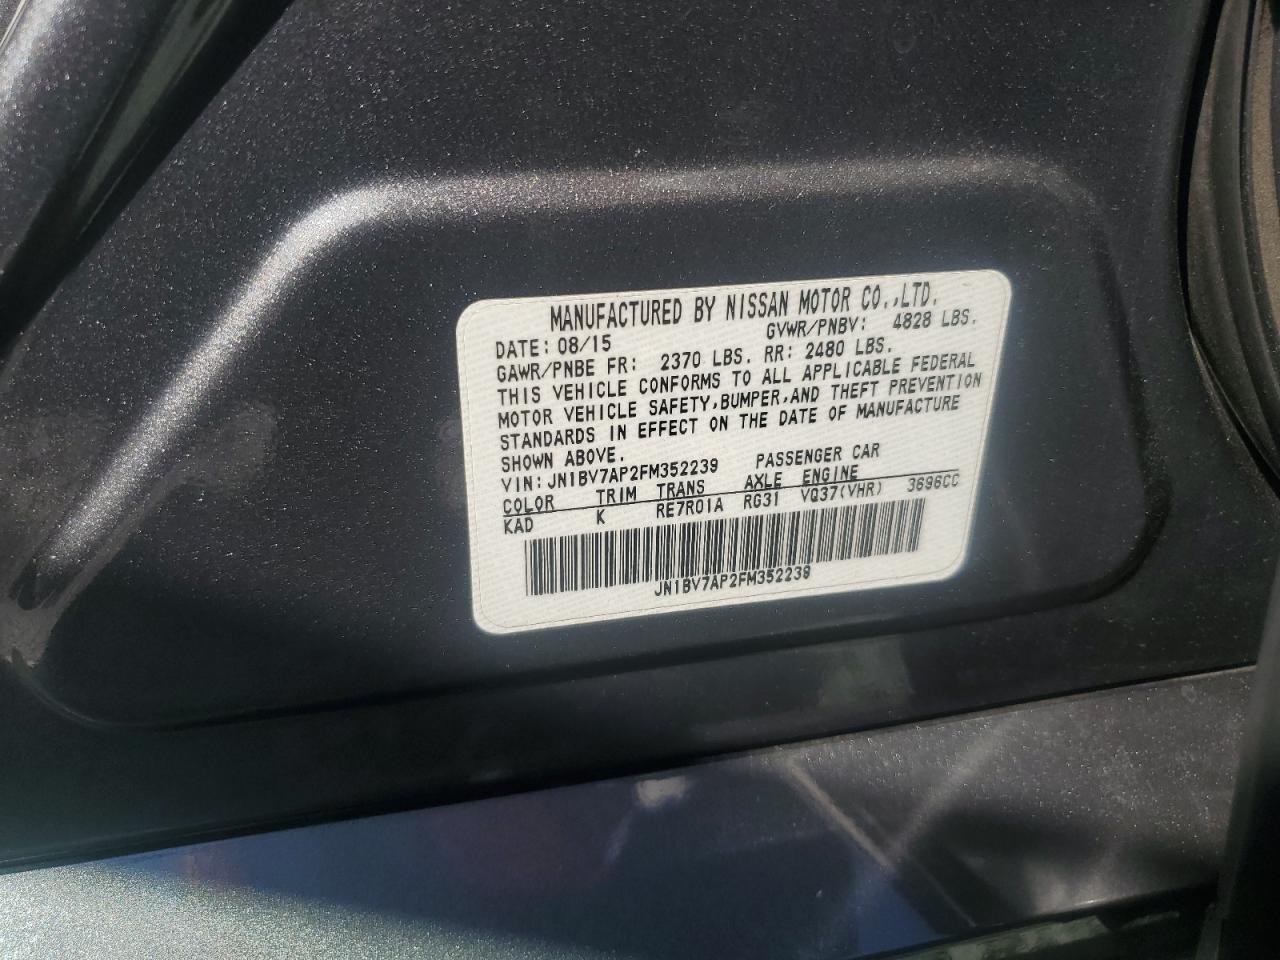 MANUFACTURED BY NISSAN MOTOR CO.,LTD.
DATE: 08/15 GVWR/PNBV: 4828 LBS.
GAWR/PNBE FR: 2370 LBS. RR: 2480 LBS.
THIS VEHICLE CONFORMS TO ALL APPLICABLE FEDERAL
MOTOR VEHICLE SAFETY,BUMPER,AND THEFT PREVENTION
STANDARDS IN EFFECT ON THE DATE OF MANUFACTURE
SHOWN ABOVE.
VIN: JN1BV7AP2FM352239 PASSENGER CAR
COLOR TRIM TRANS AXLE ENGINE
KAD K RE7R01A RG31 VQ37(VHR) 3696CC
JN1BV7AP2FM352239